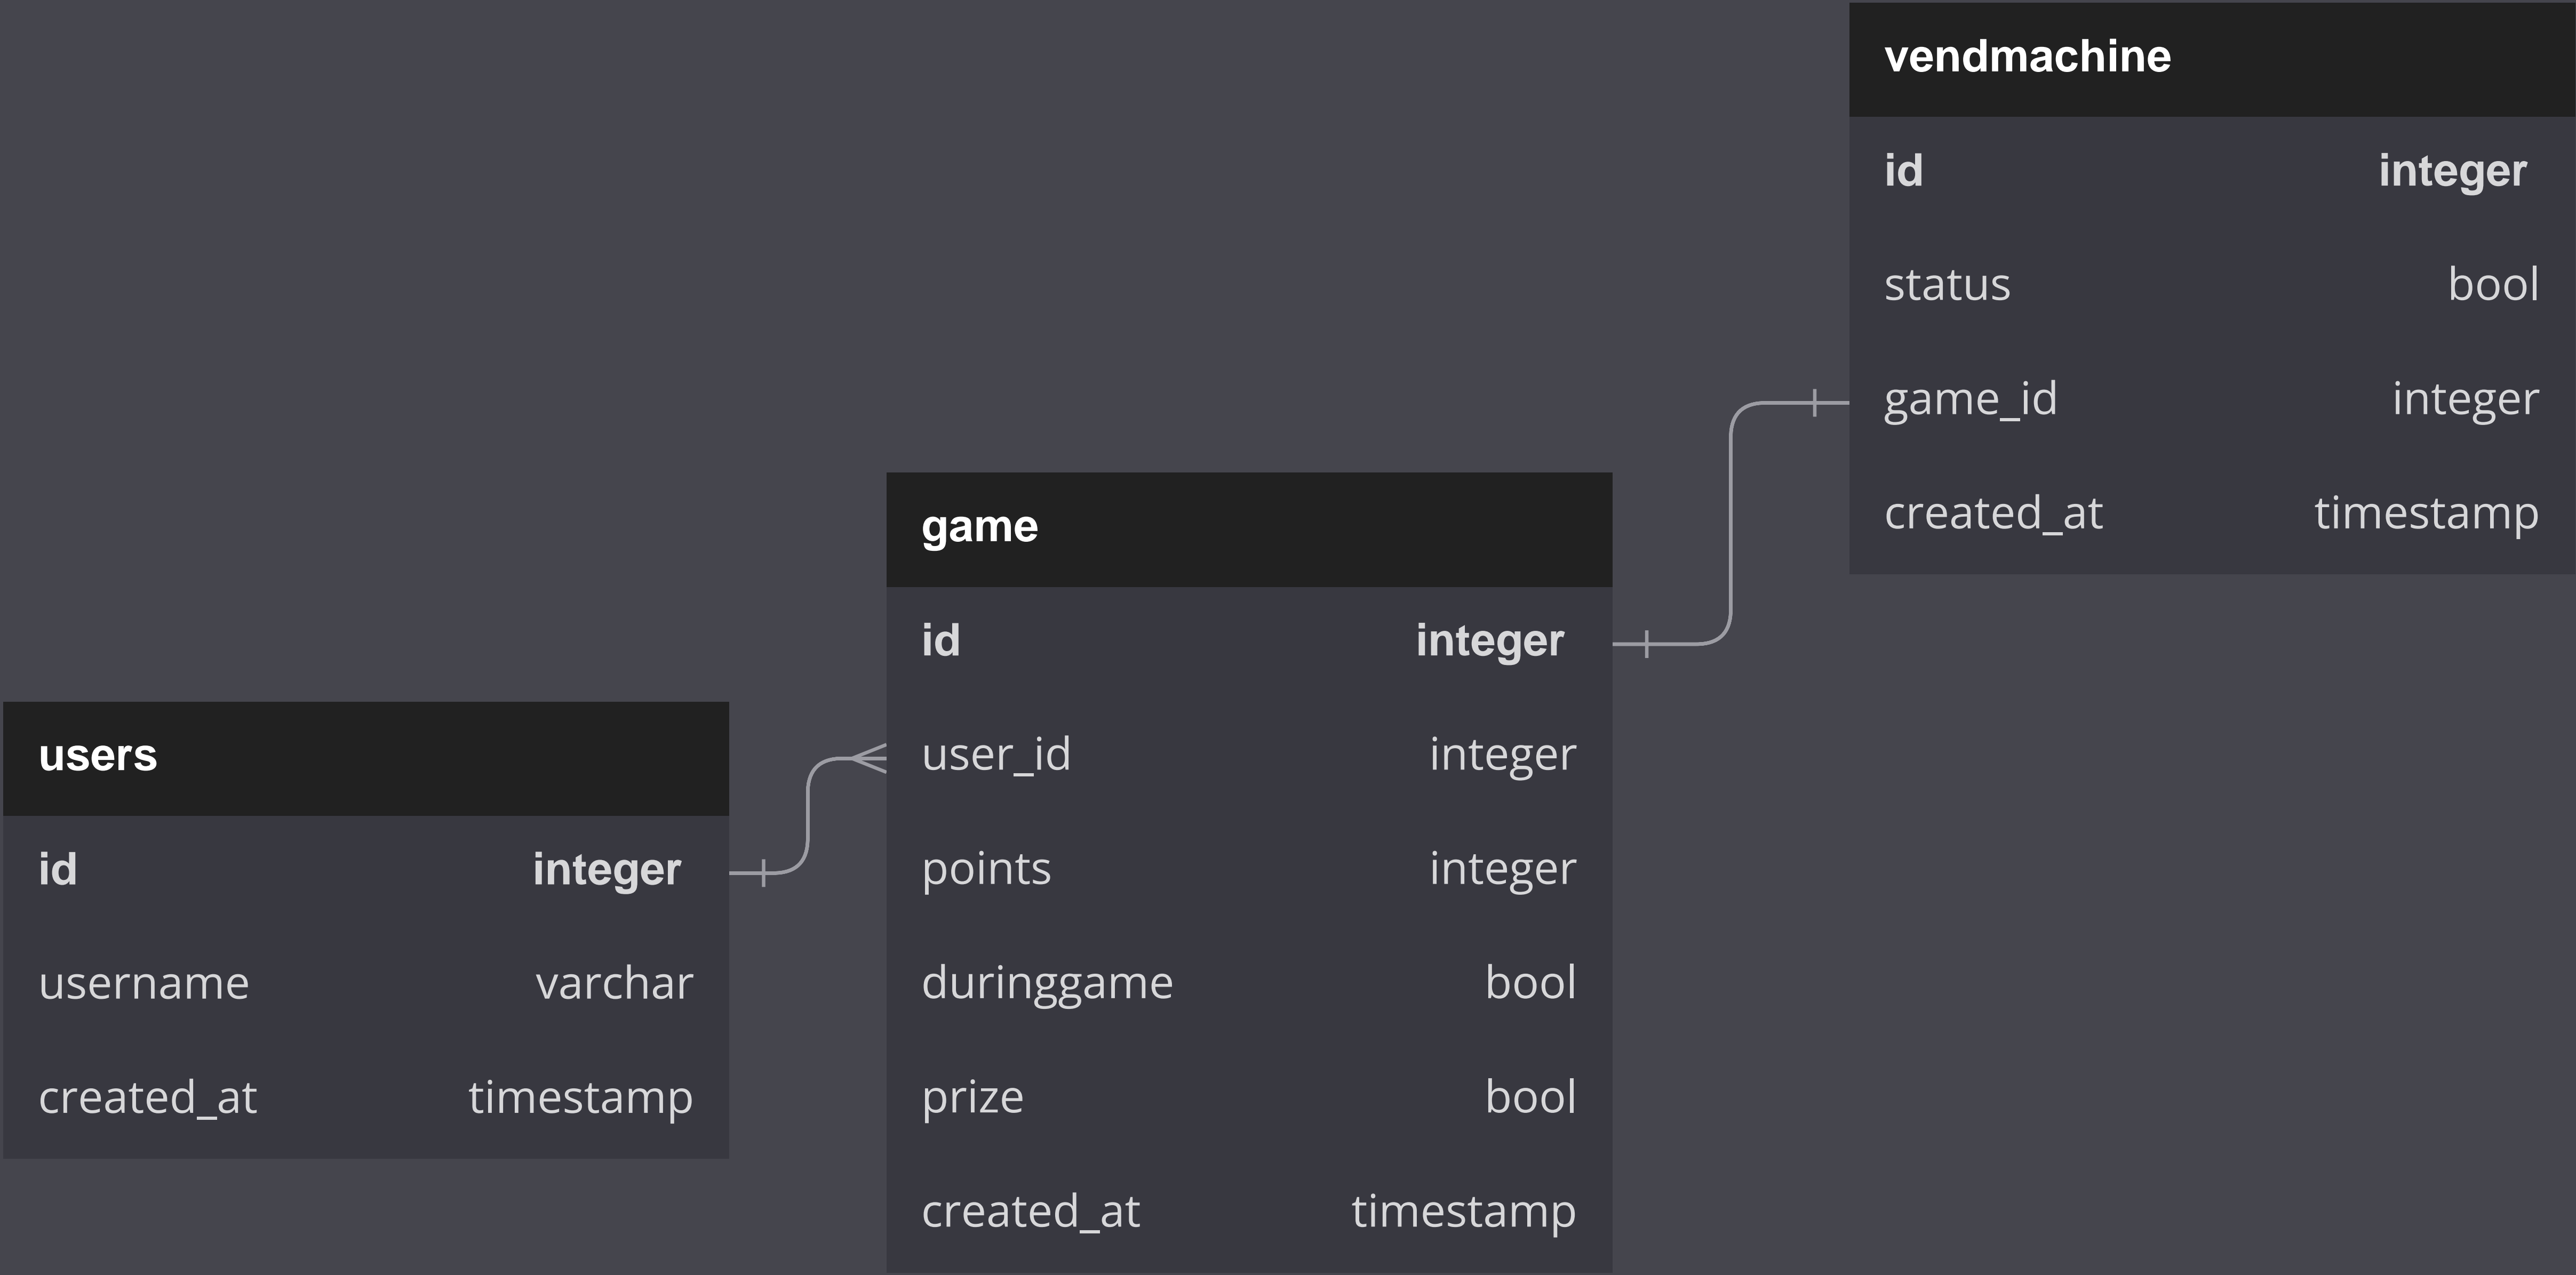 vendmachine
id integer
status bool
game_id integer
created_at timestamp
game
id integer
user_id integer
points integer
duringgame bool
prize bool
created_at timestamp
users
id integer
username varchar
created_at timestamp